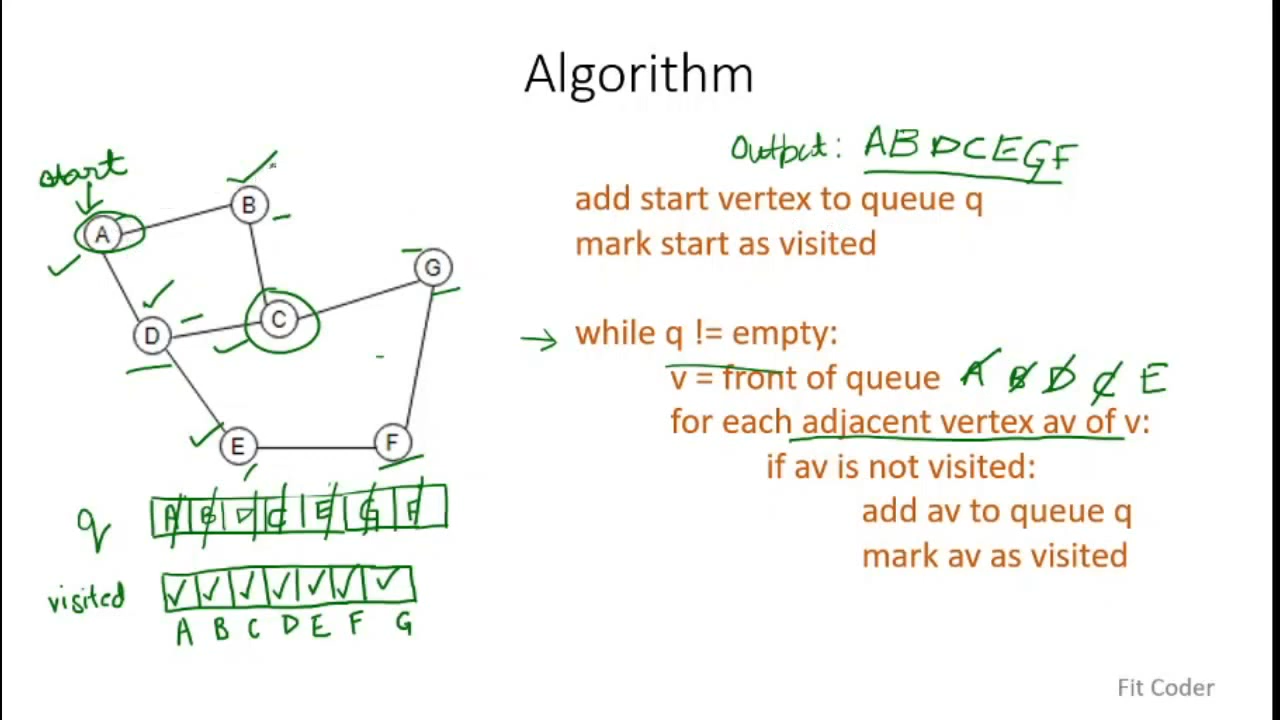 Algorithm
Output: ABDCEGF
start
add start vertex to queue q
mark start as visited
B
A
G
C
D
while q != empty:
v = front of queue A B D C E
for each adjacent vertex av of v:
E
F
if av is not visited:
add av to queue q
mark av as visited
q A B D C E G F
visited ✓ ✓ ✓ ✓ ✓ ✓ ✓
A B C D E F G
Fit Coder